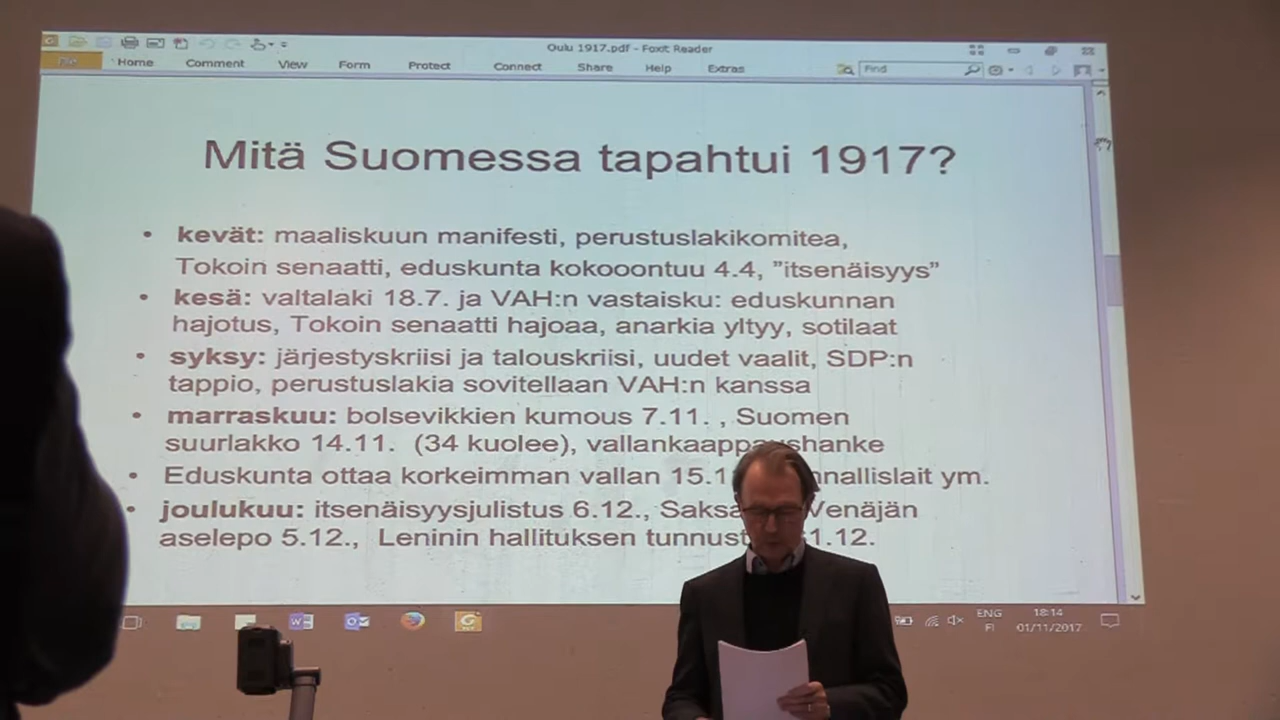 Oulu 1917.pdf - Foxit Reader
File Home Comment View Form Protect Connect Share Help Extras Find
Mitä Suomessa tapahtui 1917?
• kevät: maaliskuun manifesti, perustuslakikomitea,
Tokoin senaatti, eduskunta kokooontuu 4.4, ”itsenäisyys”
• kesä: valtalaki 18.7. ja VAH:n vastaisku: eduskunnan
hajotus, Tokoin senaatti hajoaa, anarkia yltyy, sotilaat
• syksy: järjestyskriisi ja talouskriisi, uudet vaalit, SDP:n
tappio, perustuslakia sovitellaan VAH:n kanssa
• marraskuu: bolsevikkien kumous 7.11. , Suomen
suurlakko 14.11. (34 kuolee), vallankaappaushanke
• Eduskunta ottaa korkeimman vallan 15.1 nnallislait ym.
• joulukuu: itsenäisyysjulistus 6.12., Saksa Venäjän
aselepo 5.12., Leninin hallituksen tunnust 1.12.
ENG 18:14
FI 01/11/2017